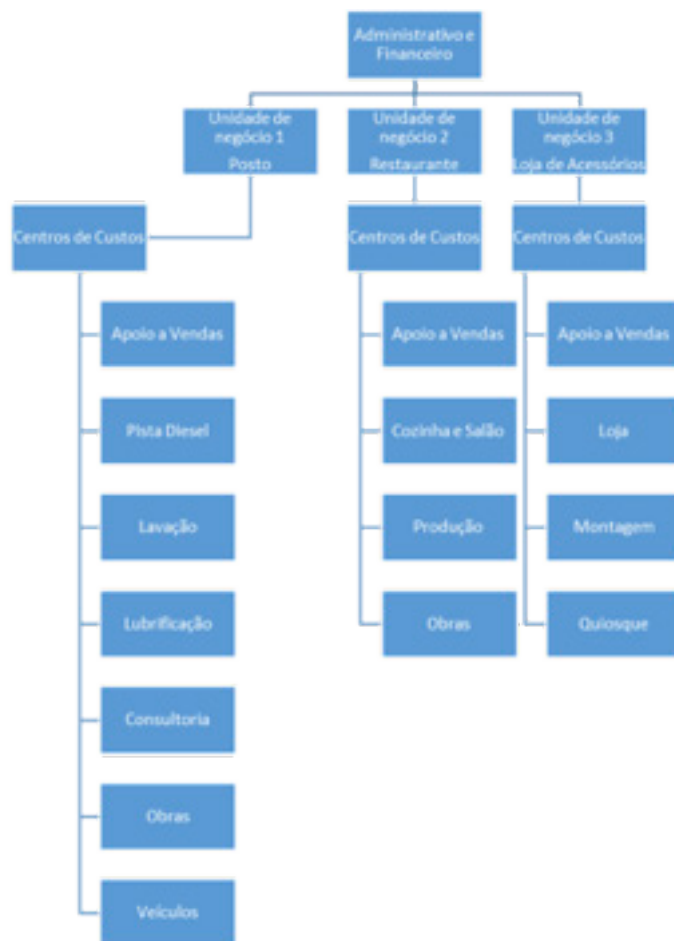 Administrativo e
Financeiro
Unidade de
negócio 1
Posto
Unidade de
negócio 2
Restaurante
Unidade de
negócio 3
Loja de Acessórios
Centros de Custos
Centros de Custos
Centros de Custos
Apoio a Vendas
Pista Diesel
Lavação
Lubrificação
Consultoria
Obras
Veículos
Apoio a Vendas
Cozinha e Salão
Produção
Obras
Apoio a Vendas
Loja
Montagem
Quiosque